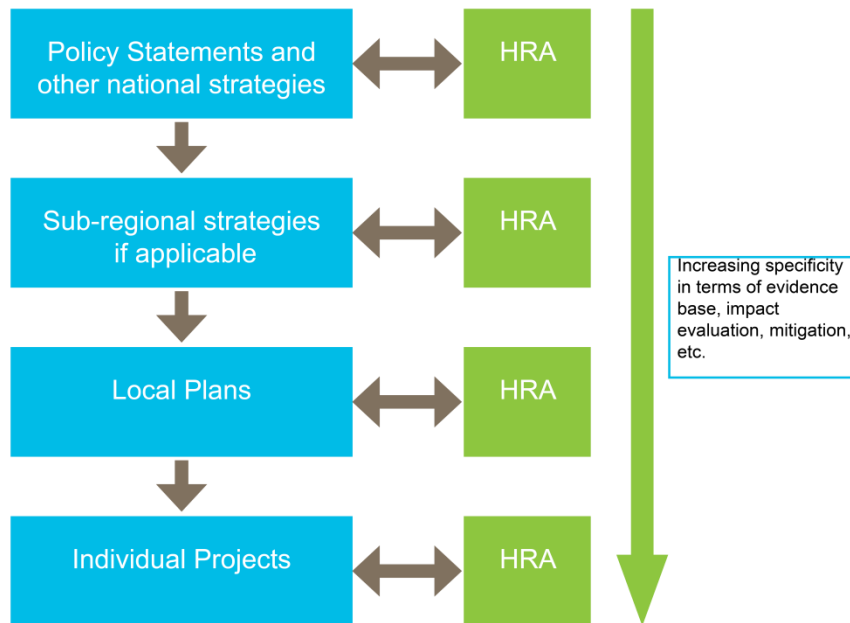 Policy Statements and
other national strategies
HRA
Sub-regional strategies
if applicable
HRA
Increasing specificity
in terms of evidence
base, impact
evaluation, mitigation,
etc.
Local Plans
HRA
Individual Projects
HRA